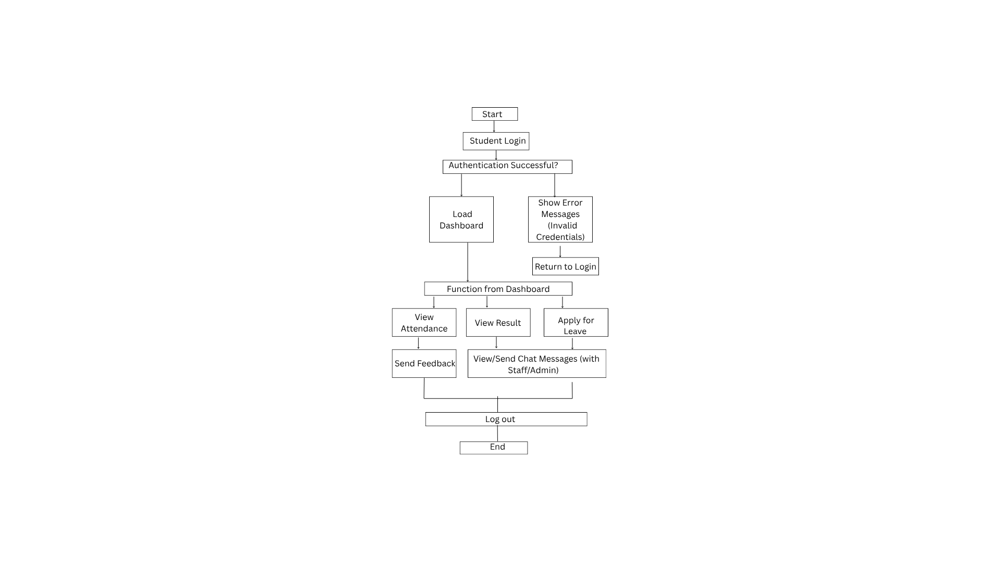 Start
Student Login
Authentication Successful?
Load
Dashboard
Show Error
Messages
(Invalid
Credentials)
Return to Login
Function from Dashboard
View
Attendance
View Result
Apply for
Leave
Send Feedback
View/Send Chat Messages (with
Staff/Admin)
Log out
End